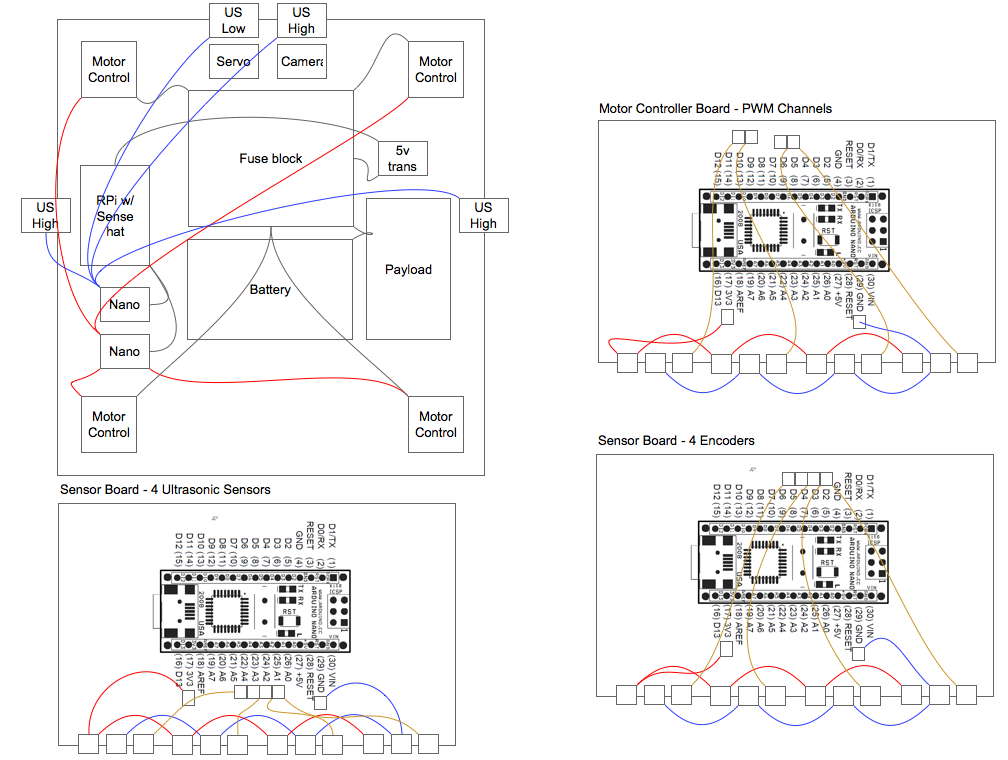 US
Low
US
High
Motor
Control
Servo
Camera
Motor
Control
Fuse block
5v
trans
RPi w/
Sense
hat
US
High
US
High
Payload
Battery
Nano
Nano
Motor
Control
Motor
Control
Motor Controller Board - PWM Channels
D12 (15)
D11 (14)
D10 (13)
D9 (12)
D8 (11)
D7 (10)
D6 (9)
D5 (8)
D4 (7)
D3 (6)
D2 (5)
GND (4)
RESET (3)
D0/RX (2)
D1/TX (1)
2008
USA
TX
RX
RST
L
WWW.ARDUINO.CC
ARDUINO NANO
ICSP
1
(16) D13
(17) 3V3
(18) AREF
(19) A7
(20) A6
(21) A5
(22) A4
(23) A3
(24) A2
(25) A1
(26) A0
(27) +5V
(28) RESET
(29) GND
(30) VIN
Sensor Board - 4 Encoders
D12 (15)
D11 (14)
D10 (13)
D9 (12)
D8 (11)
D7 (10)
D6 (9)
D5 (8)
D4 (7)
D3 (6)
D2 (5)
GND (4)
RESET (3)
D0/RX (2)
D1/TX (1)
2008
USA
TX
RX
RST
L
WWW.ARDUINO.CC
ARDUINO NANO
ICSP
1
(16) D13
(17) 3V3
(18) AREF
(19) A7
(20) A6
(21) A5
(22) A4
(23) A3
(24) A2
(25) A1
(26) A0
(27) +5V
(28) RESET
(29) GND
(30) VIN
Sensor Board - 4 Ultrasonic Sensors
D12 (15)
D11 (14)
D10 (13)
D9 (12)
D8 (11)
D7 (10)
D6 (9)
D5 (8)
D4 (7)
D3 (6)
D2 (5)
GND (4)
RESET (3)
D0/RX (2)
D1/TX (1)
2008
USA
TX
RX
RST
L
WWW.ARDUINO.CC
ARDUINO NANO
ICSP
1
(16) D13
(17) 3V3
(18) AREF
(19) A7
(20) A6
(21) A5
(22) A4
(23) A3
(24) A2
(25) A1
(26) A0
(27) +5V
(28) RESET
(29) GND
(30) VIN